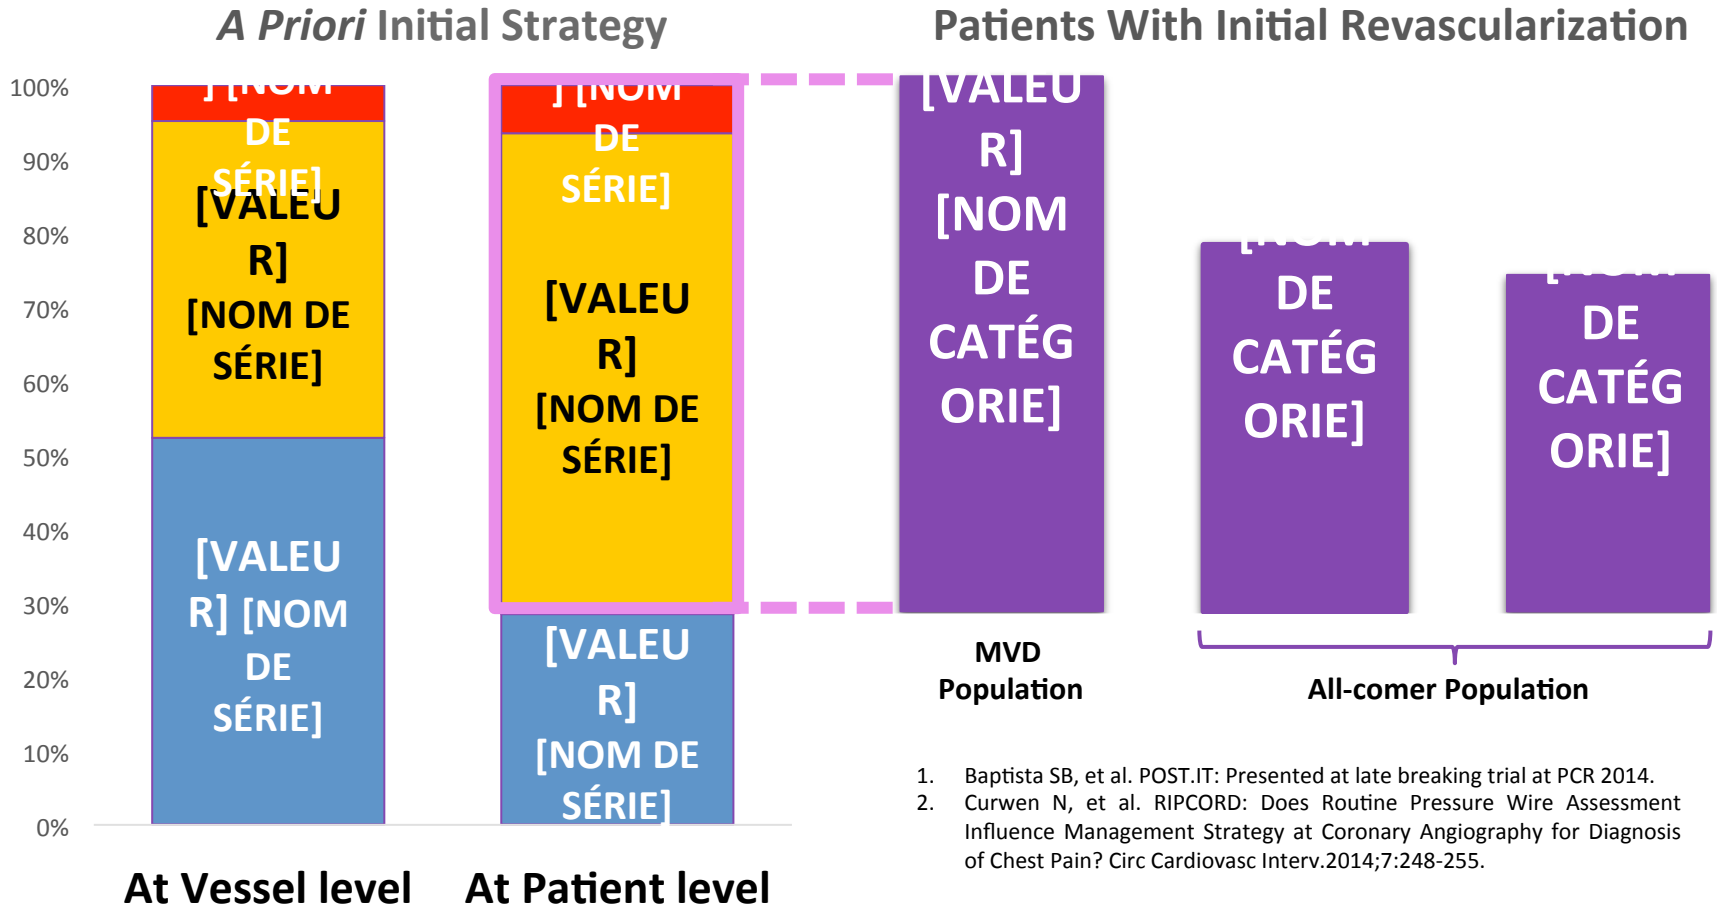 A Priori Initial Strategy
Patients With Initial Revascularization
100%
90%
80%
70%
60%
50%
40%
30%
20%
10%
0%
] [NOM
DE
SÉRIE]
[VALEU
R]
[NOM DE
SÉRIE]
[VALEU
R] [NOM
DE
SÉRIE]
] [NOM
DE
SÉRIE]
[VALEU
R]
[NOM DE
SÉRIE]
[VALEU
R]
[NOM DE
SÉRIE]
At Vessel level
At Patient level
[VALEU
R]
[NOM
DE
CATÉG
ORIE]
[NOM
DE
CATÉG
ORIE]
[NOM
DE
CATÉG
ORIE]
MVD
Population
All-comer Population
1. Baptista SB, et al. POST.IT: Presented at late breaking trial at PCR 2014.
2. Curwen N, et al. RIPCORD: Does Routine Pressure Wire Assessment
Influence Management Strategy at Coronary Angiography for Diagnosis
of Chest Pain? Circ Cardiovasc Interv.2014;7:248-255.